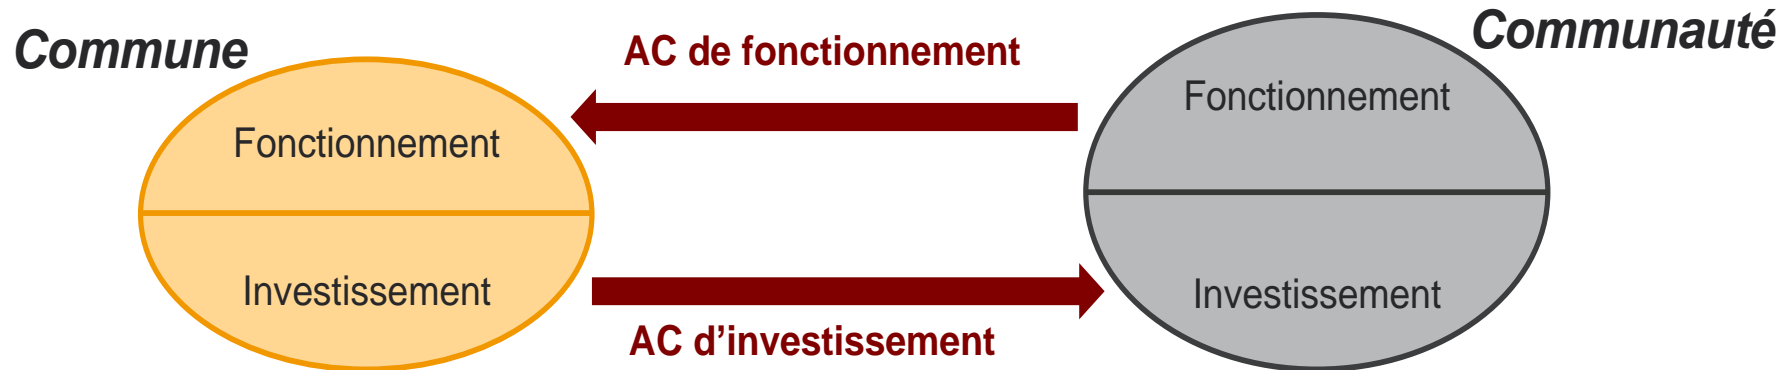 Commune
AC de fonctionnement
Communauté
Fonctionnement
Fonctionnement
Investissement
Investissement
AC d’investissement